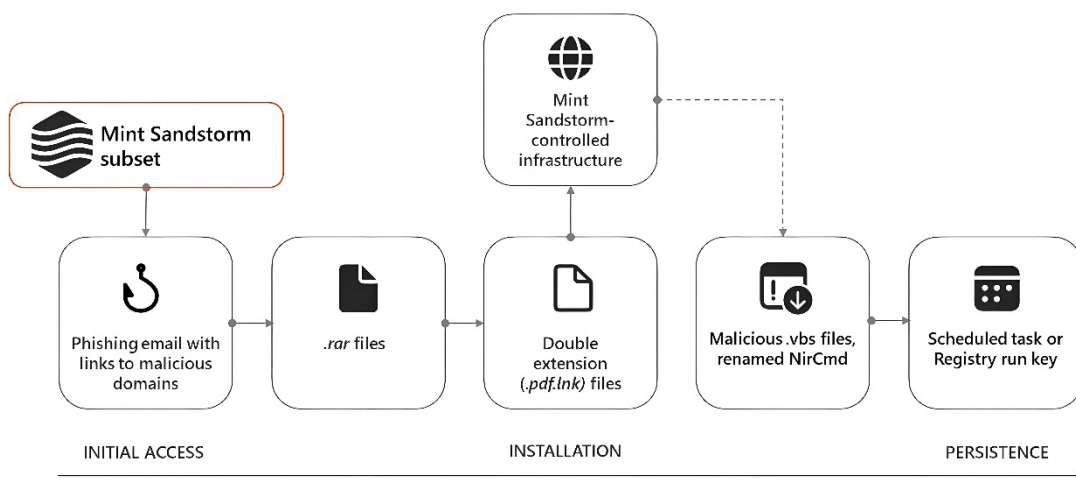 Mint
Sandstorm-
controlled
infrastructure
Mint Sandstorm
subset
Phishing email with
links to malicious
domains
.rar files
Double
extension
(.pdf.lnk) files
Malicious .vbs files,
renamed NirCmd
Scheduled task or
Registry run key
INITIAL ACCESS
INSTALLATION
PERSISTENCE